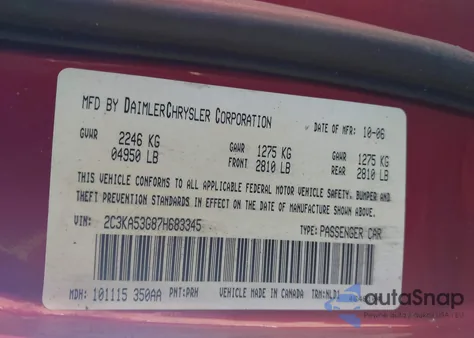 MFD BY DAIMLERCHRYSLER CORPORATION
DATE OF MFR: 10-06
GVWR 2246 KG 04950 LB
GAWR FRONT 1275 KG 2810 LB
GAWR REAR 1275 KG 2810 LB
THIS VEHICLE CONFORMS TO ALL APPLICABLE FEDERAL MOTOR VEHICLE SAFETY, BUMPER AND
THEFT PREVENTION STANDARDS IN EFFECT ON THE DATE OF MANUFACTURE SHOWN ABOVE.
VIN: 2C3KA53G87H683345 TYPE: PASSENGER CAR
MDH: 101115 350AA PNT: PRH VEHICLE MADE IN CANADA TRM:
autoSnap